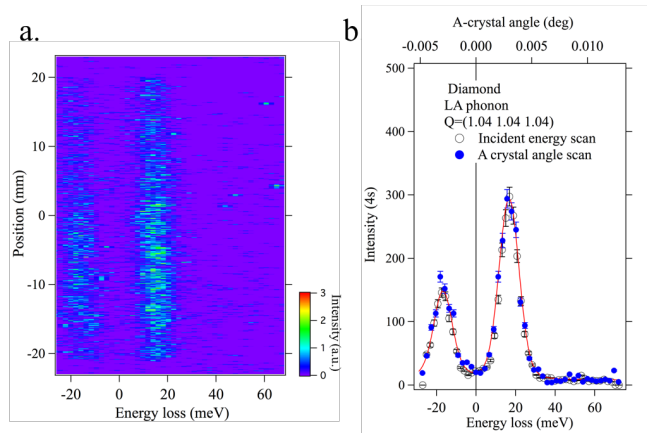 a.
20
10
0
-10
-20
Position (mm)
-20 0 20 40 60
Energy loss (meV)
3
2
1
0
Intensity(a.u.)
b
A-crystal angle (deg)
-0.005 0.000 0.005 0.010
500
400
300
200
100
0
Intensity (4s)
Diamond
LA phonon
Q=(1.04 1.04 1.04)
Incident energy scan
A crystal angle scan
-20 0 20 40 60
Energy loss (meV)